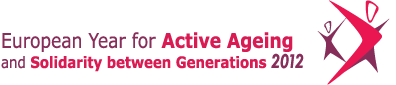 European Year for Active Ageing
and Solidarity between Generations 2012